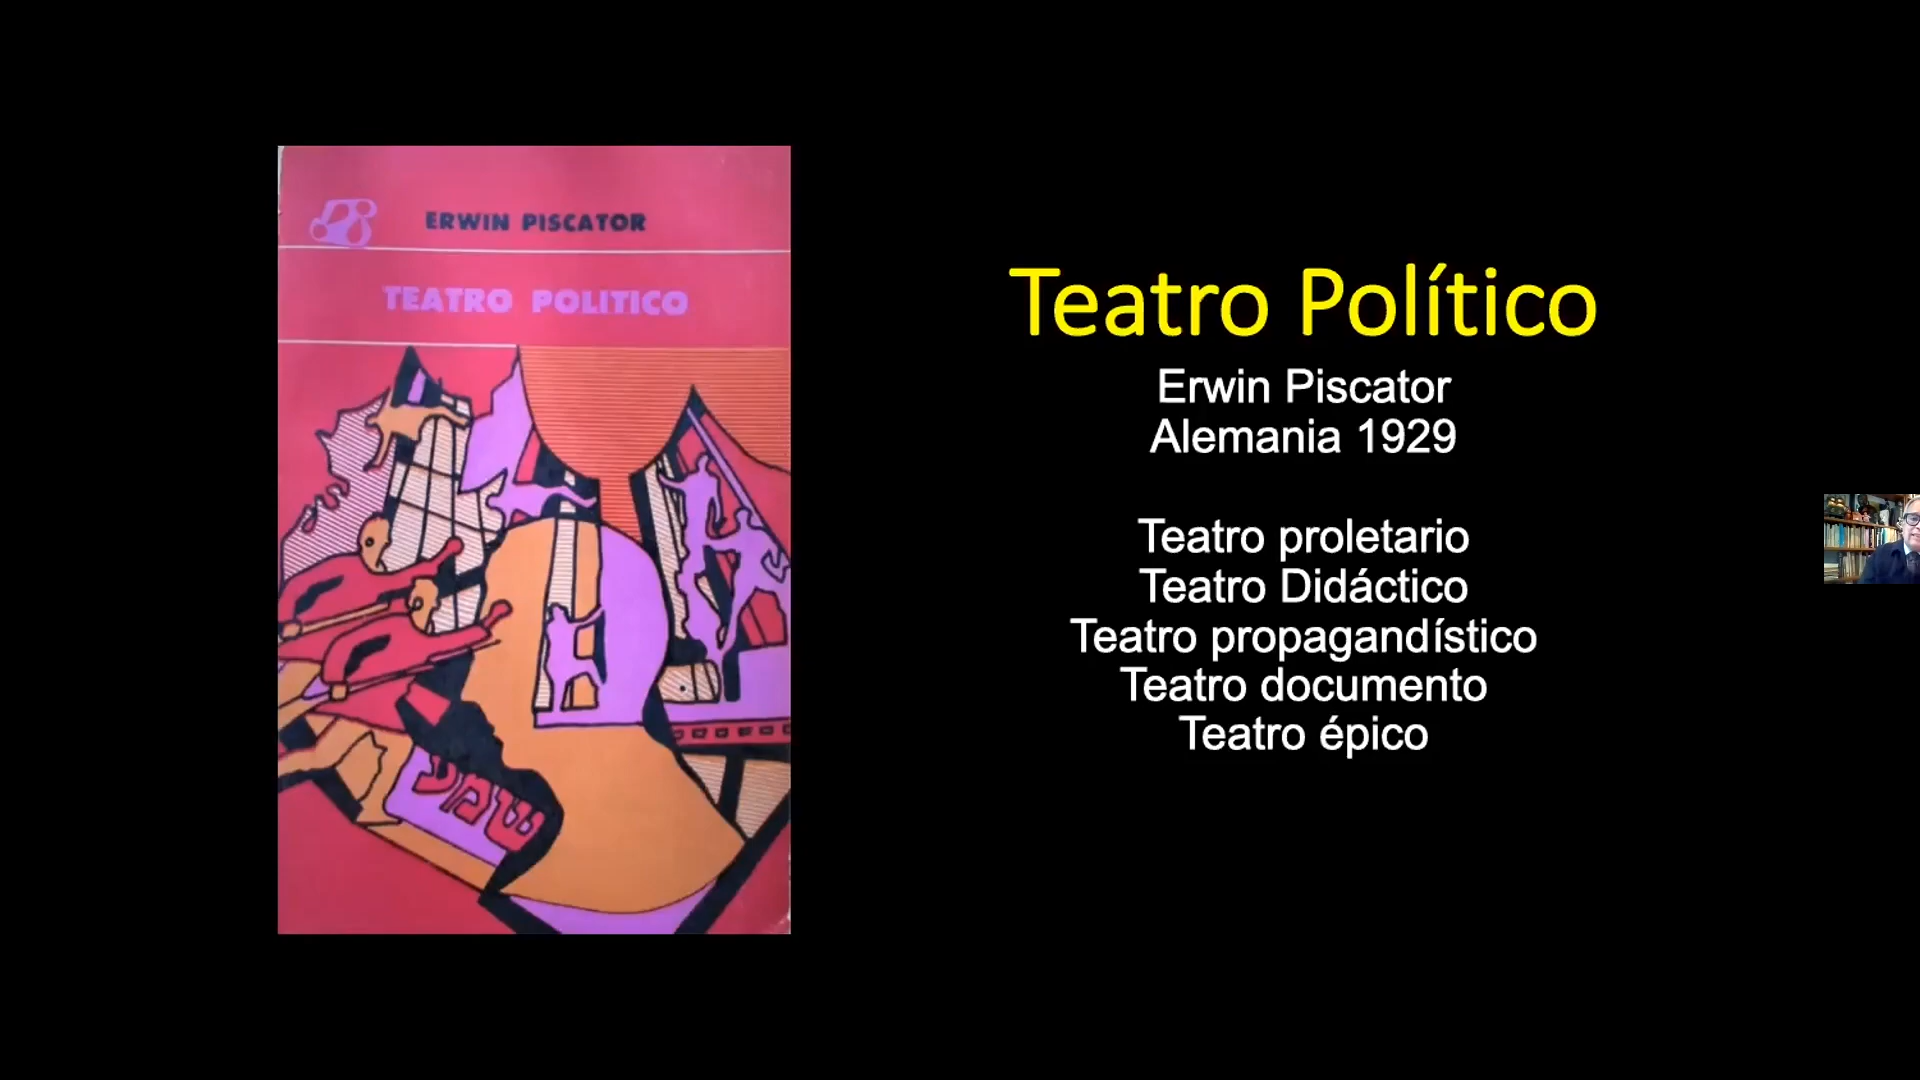 ERWIN PISCATOR
TEATRO POLITICO
שמע
Teatro Político
Erwin Piscator
Alemania 1929
Teatro proletario
Teatro Didáctico
Teatro propagandístico
Teatro documento
Teatro épico